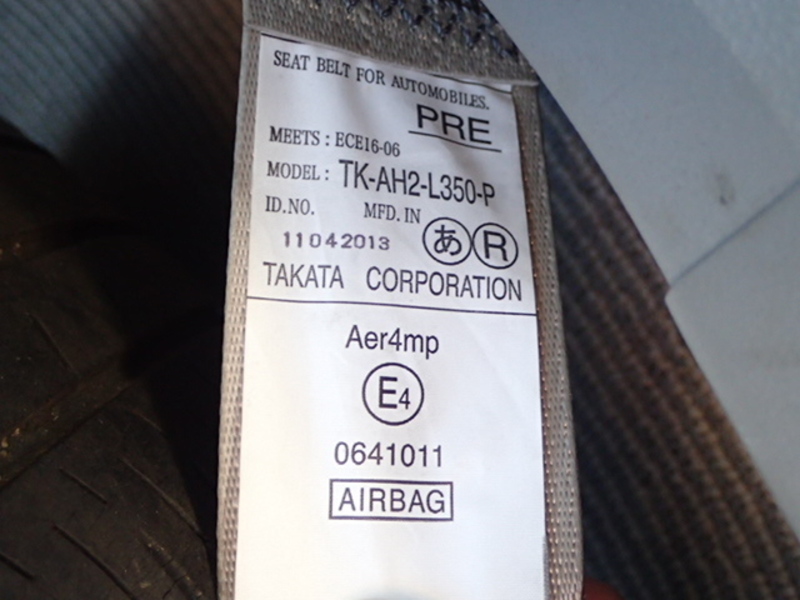 SEAT BELT FOR AUTOMOBILES.
PRE
MEETS : ECE16-06
MODEL : TK-AH2-L350-P
ID.NO. MFD. IN
11042013 あ R
TAKATA CORPORATION
Aer4mp
E4
0641011
AIRBAG